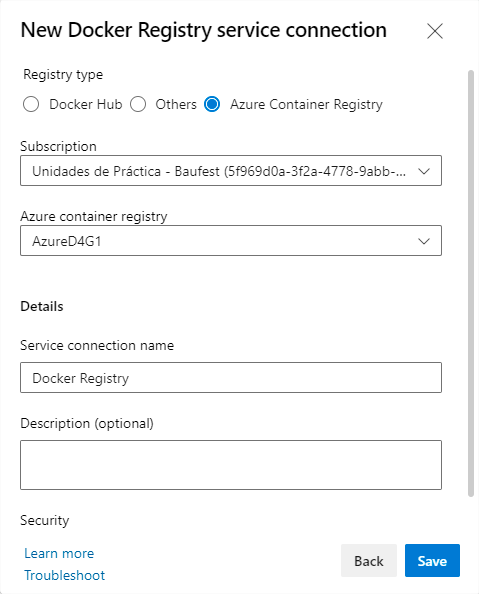 New Docker Registry service connection
Registry type
Docker Hub
Others
Azure Container Registry
Subscription
Unidades de Práctica - Baufest (5f969d0a-3f2a-4778-9abb-...
Azure container registry
AzureD4G1
Details
Service connection name
Docker Registry
Description (optional)
Security
Learn more
Troubleshoot
Back
Save